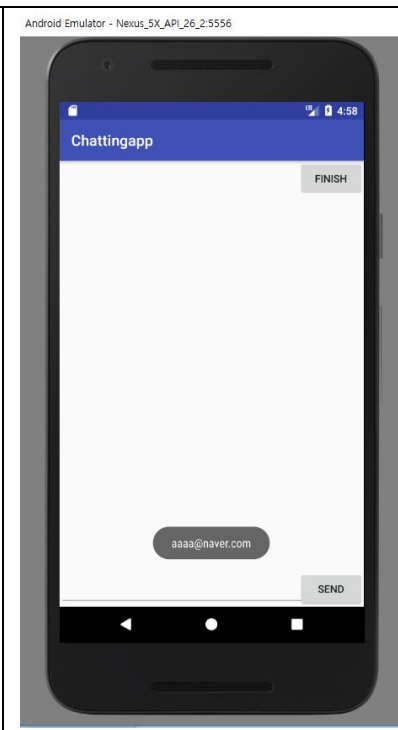 Android Emulator - Nexus_5X_API_26_2:5556
4:58
Chattingapp
FINISH
aaaa@naver.com
SEND